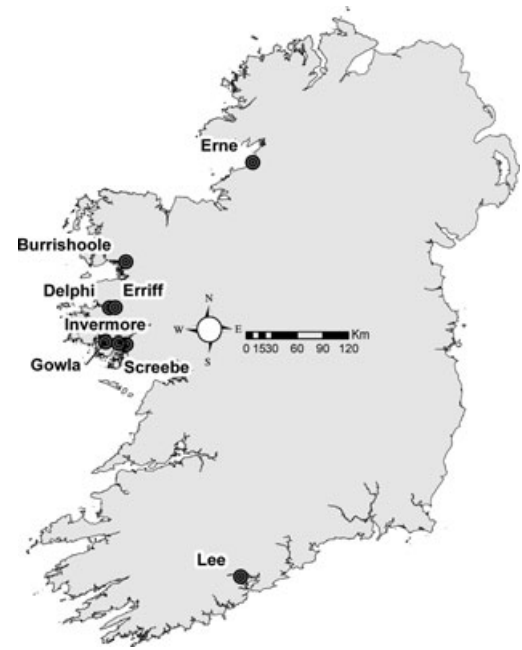 Erne
Burrishoole
Delphi Erriff
Invermore
Gowla Screebe
N
W E
S
Km
0 1530 60 90 120
Lee